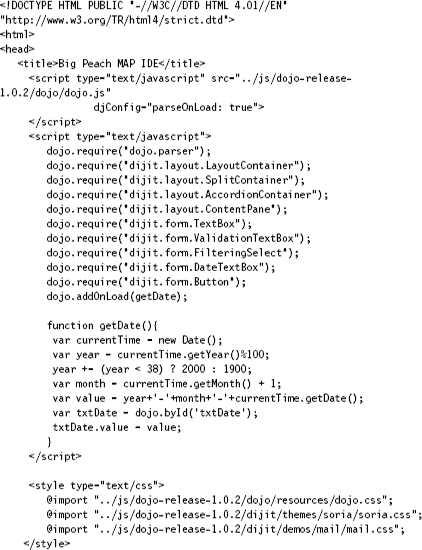 <!DOCTYPE HTML PUBLIC "-//W3C//DTD HTML 4.01//EN"
"http://www.w3.org/TR/html4/strict.dtd">
<html>
<head>
<title>Big Peach MAP IDE</title>
<script type="text/javascript" src="../js/dojo-release-
1.0.2/dojo/dojo.js"
djConfig="parseOnLoad: true">
</script>
<script type="text/javascript">
dojo.require("dojo.parser");
dojo.require("dijit.layout.LayoutContainer");
dojo.require("dijit.layout.SplitContainer");
dojo.require("dijit.layout.AccordionContainer");
dojo.require("dijit.layout.ContentPane");
dojo.require("dijit.form.TextBox");
dojo.require("dijit.form.ValidationTextBox");
dojo.require("dijit.form.FilteringSelect");
dojo.require("dijit.form.DateTextBox");
dojo.require("dijit.form.Button");
dojo.addOnLoad(getDate);
function getDate(){
var currentTime = new Date();
var year = currentTime.getYear()%100;
year += (year < 38) ? 2000 : 1900;
var month = currentTime.getMonth() + 1;
var value = year+'-'+month+'-'+currentTime.getDate();
var txtDate = dojo.byId('txtDate');
txtDate.value = value;
}
</script>
<style type="text/css">
@import "../js/dojo-release-1.0.2/dojo/resources/dojo.css";
@import "../js/dojo-release-1.0.2/dijit/themes/soria/soria.css";
@import "../js/dojo-release-1.0.2/dijit/demos/mail/mail.css";
</style>